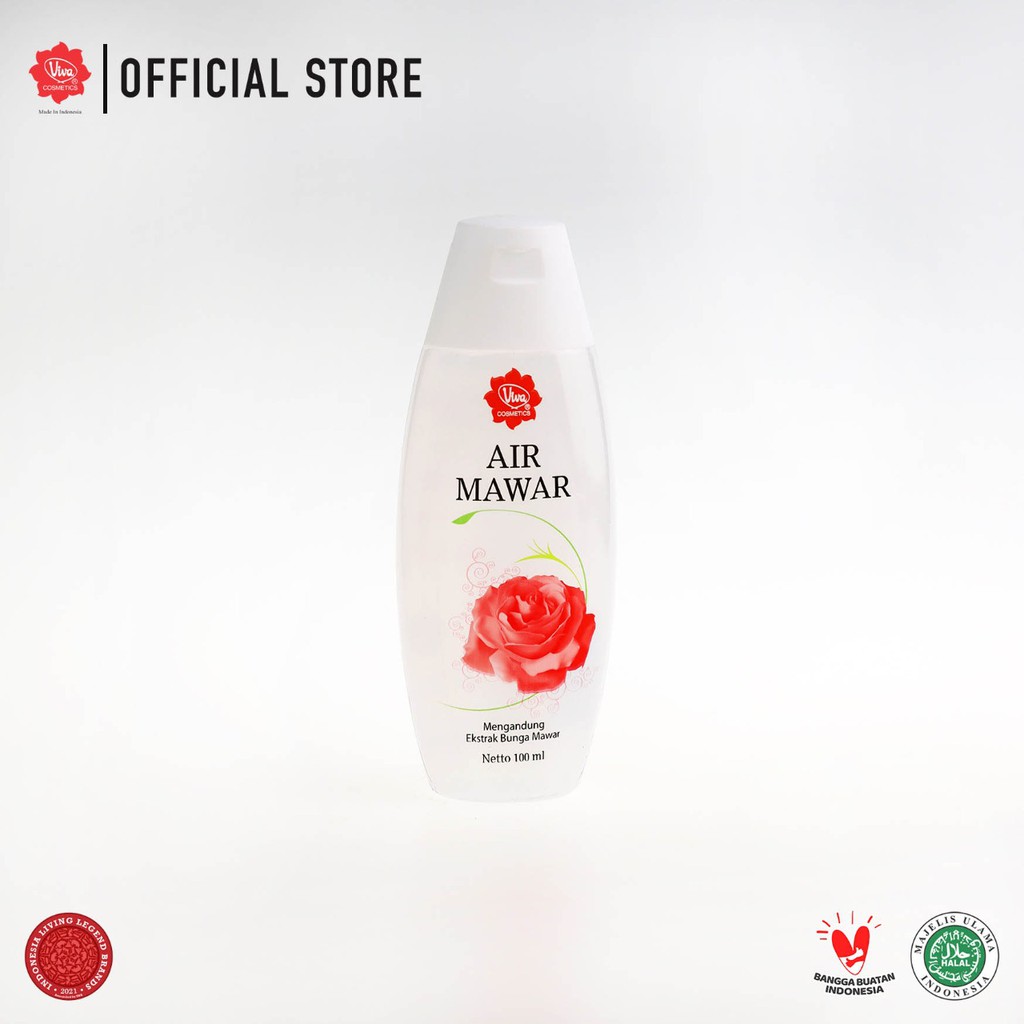 Viva
®
COSMETICS
Made In Indonesia
OFFICIAL STORE
Viva
®
COSMETICS
AIR
MAWAR
Mengandung
Ekstrak Bunga Mawar
Netto 100 ml
INDONESIA LIVING LEGEND BRANDS
• 2021 •
BANGGA BUATAN
INDONESIA
MAJELIS ULAMA
حلال
HALAL
INDONESIA